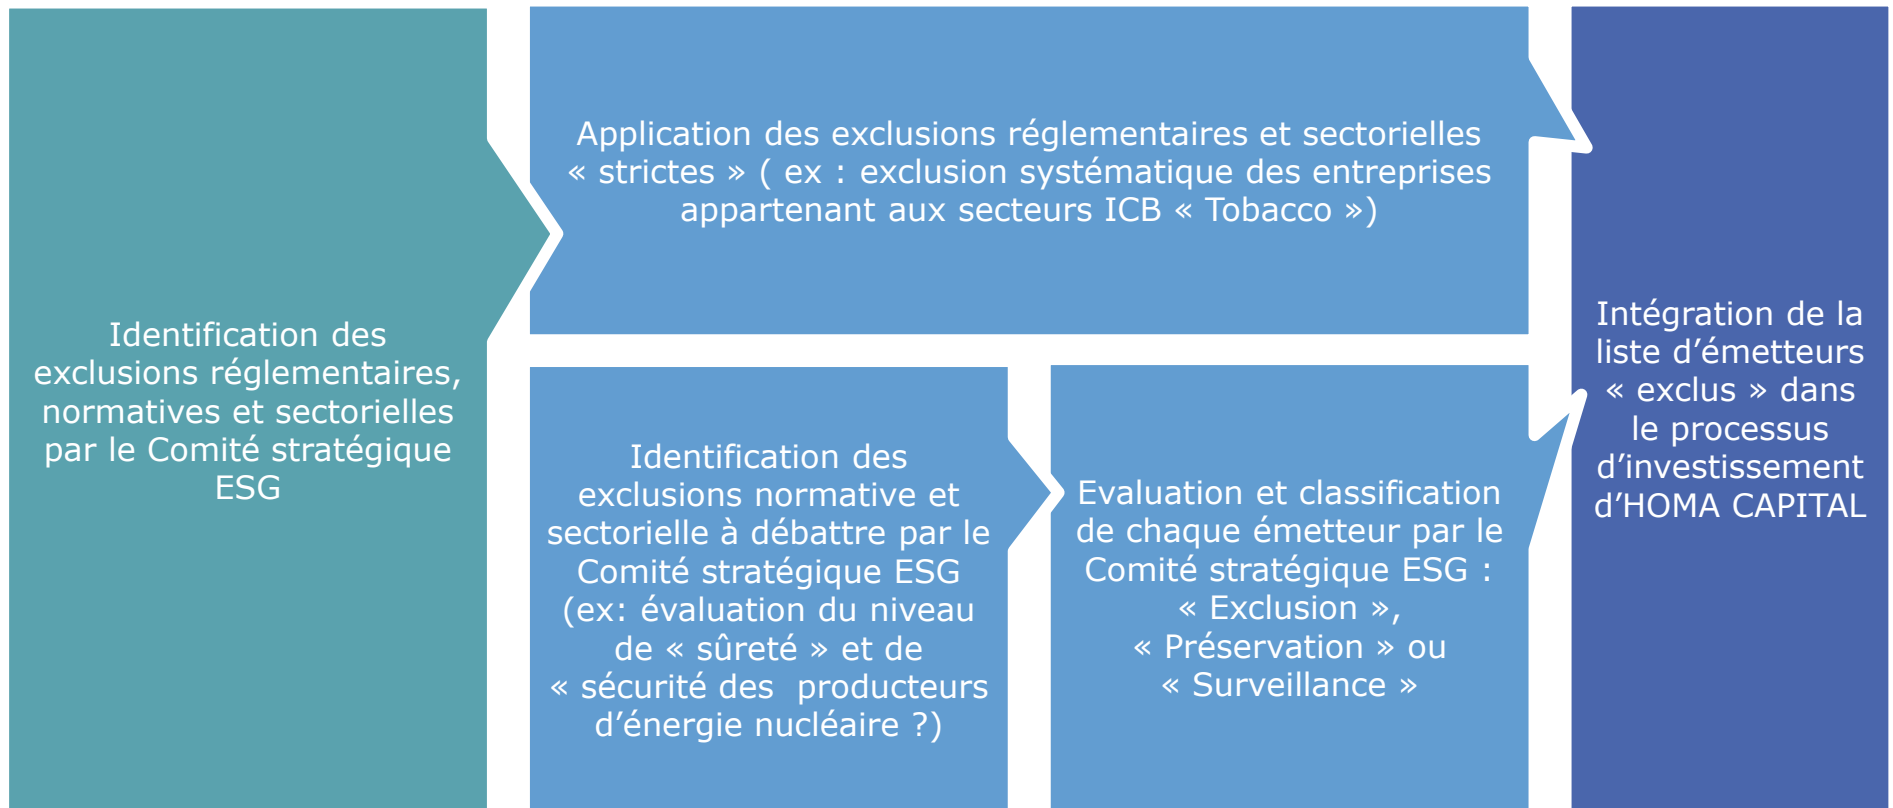 Identification des
exclusions réglementaires,
normatives et sectorielles
par le Comité stratégique
ESG
Application des exclusions réglementaires et sectorielles
« strictes » ( ex : exclusion systématique des entreprises
appartenant aux secteurs ICB « Tobacco »)
Identification des
exclusions normative et
sectorielle à débattre par le
Comité stratégique ESG
(ex: évaluation du niveau
de « sûreté » et de
« sécurité des  producteurs
d’énergie nucléaire ?)
Evaluation et classification
de chaque émetteur par le
Comité stratégique ESG :
« Exclusion »,
« Préservation » ou
« Surveillance »
Intégration de la
liste d’émetteurs
« exclus » dans
le processus
d’investissement
d’HOMA CAPITAL